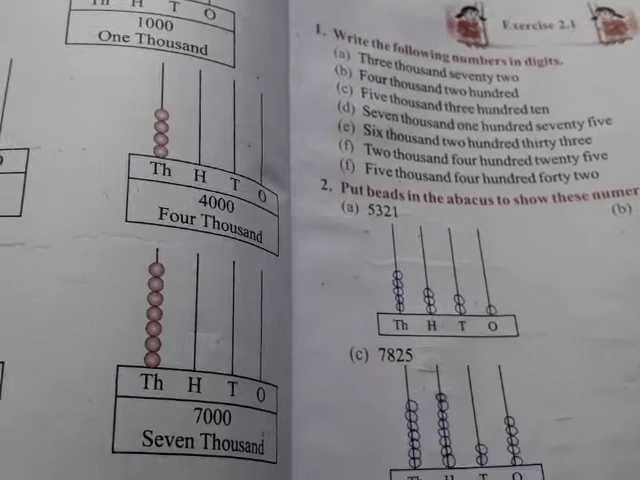 Th H T O
1000
One Thousand
Th H T O
4000
Four Thousand
Th H T O
7000
Seven Thousand
Exercise 2.1
1. Write the following numbers in digits.
(a) Three thousand seventy two
(b) Four thousand two hundred
(c) Five thousand three hundred ten
(d) Seven thousand one hundred seventy five
(e) Six thousand two hundred thirty three
(f) Two thousand four hundred twenty five
(f) Five thousand four hundred forty two
2. Put beads in the abacus to show these numer
(a) 5321
(b)
Th H T O
(c) 7825
Th H T O